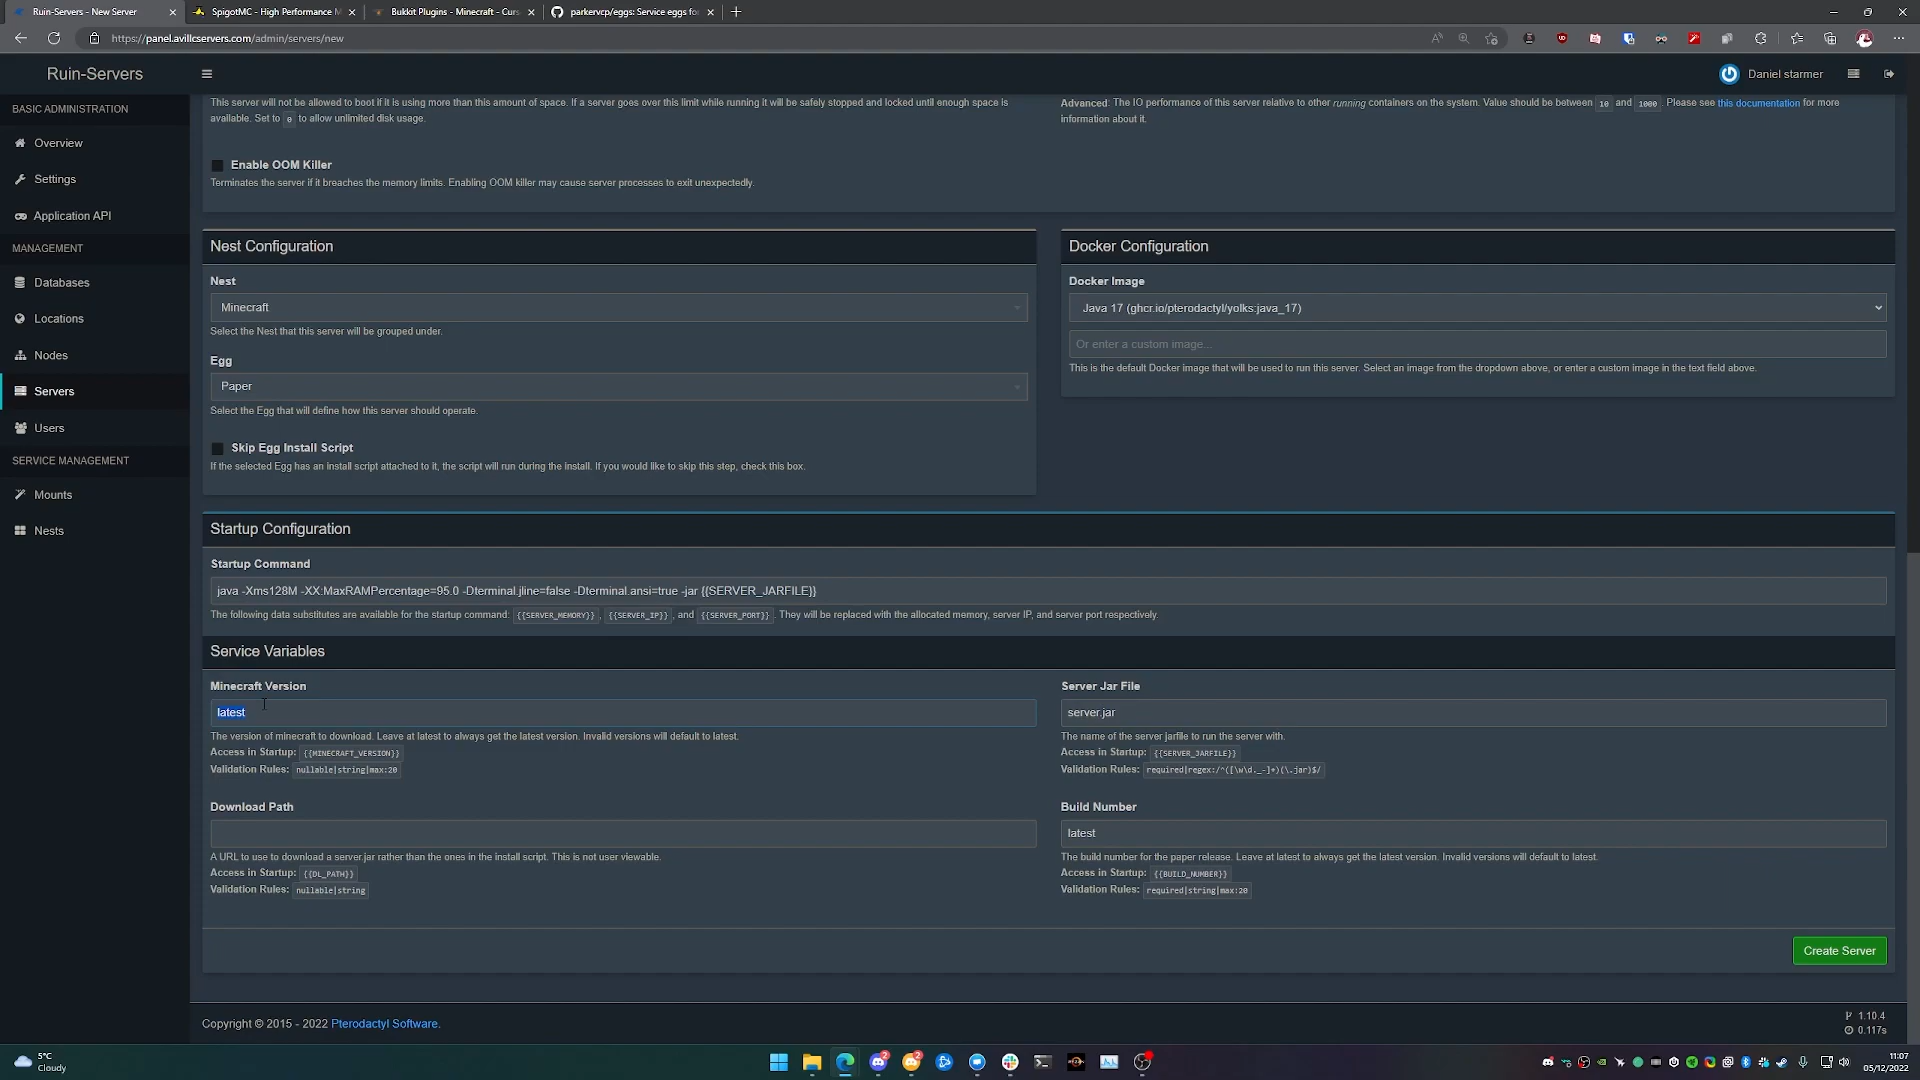 Ruin-Servers - New Server
SpigotMC - High Performance M
Bukkit Plugins - Minecraft - Curs
parkervcp/eggs: Service eggs fo
https://panel.avillcservers.com/admin/servers/new
Ruin-Servers
Daniel starmer
BASIC ADMINISTRATION
Overview
Settings
Application API
MANAGEMENT
Databases
Locations
Nodes
Servers
Users
SERVICE MANAGEMENT
Mounts
Nests
This server will not be allowed to boot if it is using more than this amount of space. If a server goes over this limit while running it will be safely stopped and locked until enough space is
available. Set to 0 to allow unlimited disk usage.
Advanced: The IO performance of this server relative to other running containers on the system. Value should be between 10 and 1000. Please see this documentation for more
information about it.
Enable OOM Killer
Terminates the server if it breaches the memory limits. Enabling OOM killer may cause server processes to exit unexpectedly.
Nest Configuration
Nest
Minecraft
Select the Nest that this server will be grouped under.
Egg
Paper
Select the Egg that will define how this server should operate.
Skip Egg Install Script
If the selected Egg has an install script attached to it, the script will run during the install. If you would like to skip this step, check this box.
Docker Configuration
Docker Image
Java 17 (ghcr.io/pterodactyl/yolks:java_17)
Or enter a custom image...
This is the default Docker image that will be used to run this server. Select an image from the dropdown above, or enter a custom image in the text field above.
Startup Configuration
Startup Command
java -Xms128M -XX:MaxRAMPercentage=95.0 -Dterminal.jline=false -Dterminal.ansi=true -jar {{SERVER_JARFILE}}
The following data substitutes are available for the startup command: {{SERVER_MEMORY}}, {{SERVER_IP}}, and {{SERVER_PORT}}. They will be replaced with the allocated memory, server IP, and server port respectively.
Service Variables
Minecraft Version
latest
The version of minecraft to download. Leave at latest to always get the latest version. Invalid versions will default to latest.
Access in Startup: {{MINECRAFT_VERSION}}
Validation Rules: nullable|string|max:20
Server Jar File
server.jar
The name of the server jarfile to run the server with.
Access in Startup: {{SERVER_JARFILE}}
Validation Rules: required|regex:/^([\w\d._-]+)(\.jar)$/
Download Path
A URL to use to download a server.jar rather than the ones in the install script. This is not user viewable.
Access in Startup: {{DL_PATH}}
Validation Rules: nullable|string
Build Number
latest
The build number for the paper release. Leave at latest to always get the latest version. Invalid versions will default to latest.
Access in Startup: {{BUILD_NUMBER}}
Validation Rules: required|string|max:20
Create Server
Copyright © 2015 - 2022 Pterodactyl Software.
1.10.4
0.117s
5°C
Cloudy
2
2
11:07
05/12/2022